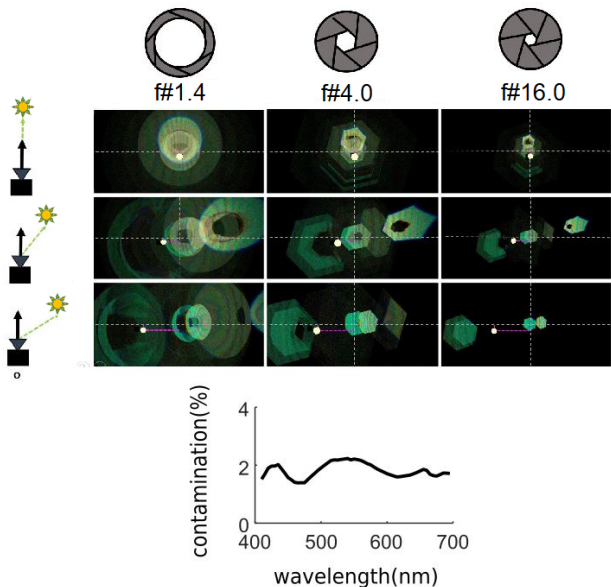 f#1.4 f#4.0 f#16.0
o
contamination(%)
4
2
0
400 500 600 700
wavelength(nm)